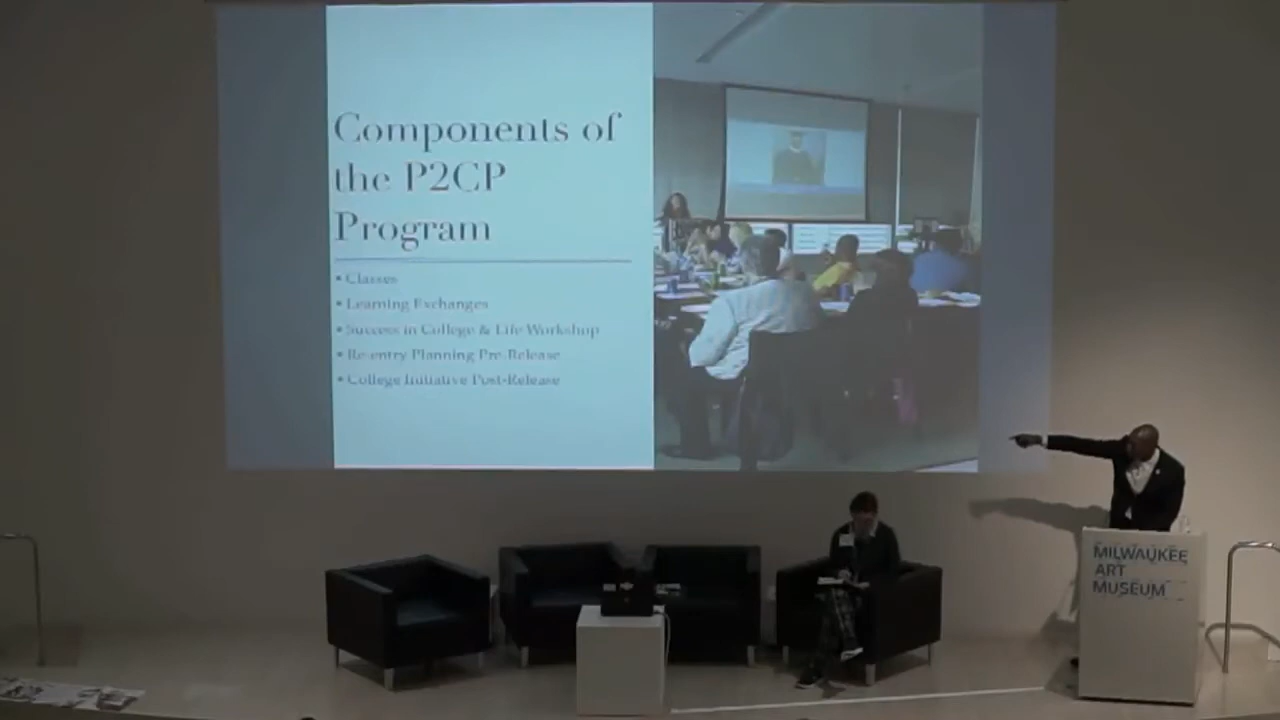 Components of
the P2CP
Program
▪ Classes
▪ Learning Exchanges
▪ Success in College & Life Workshop
▪ Re-entry Planning Pre-Release
▪ College Initiative Post-Release
MILWAUKEE
ART
MUSEUM